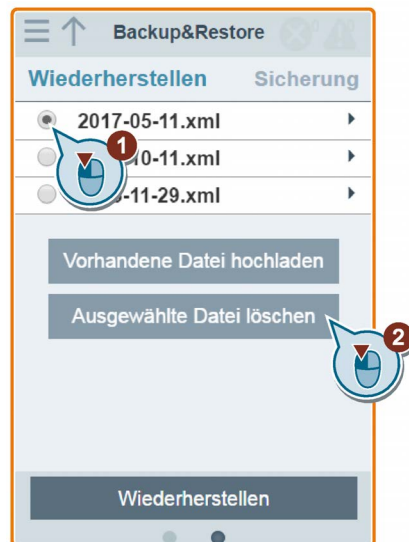 Backup&Restore
Wiederherstellen Sicherung
2017-05-11.xml
10-11.xml
-11-29.xml
1
Vorhandene Datei hochladen
Ausgewählte Datei löschen
2
Wiederherstellen